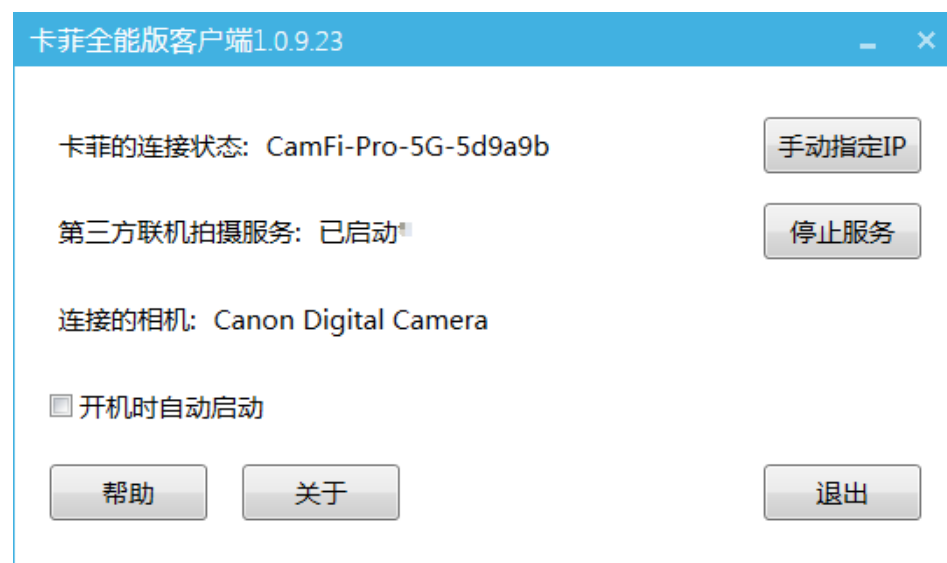 卡菲全能版客户端1.0.9.23
卡菲的连接状态: CamFi-Pro-5G-5d9a9b
手动指定IP
第三方联机拍摄服务: 已启动
停止服务
连接的相机: Canon Digital Camera
开机时自动启动
帮助
关于
退出